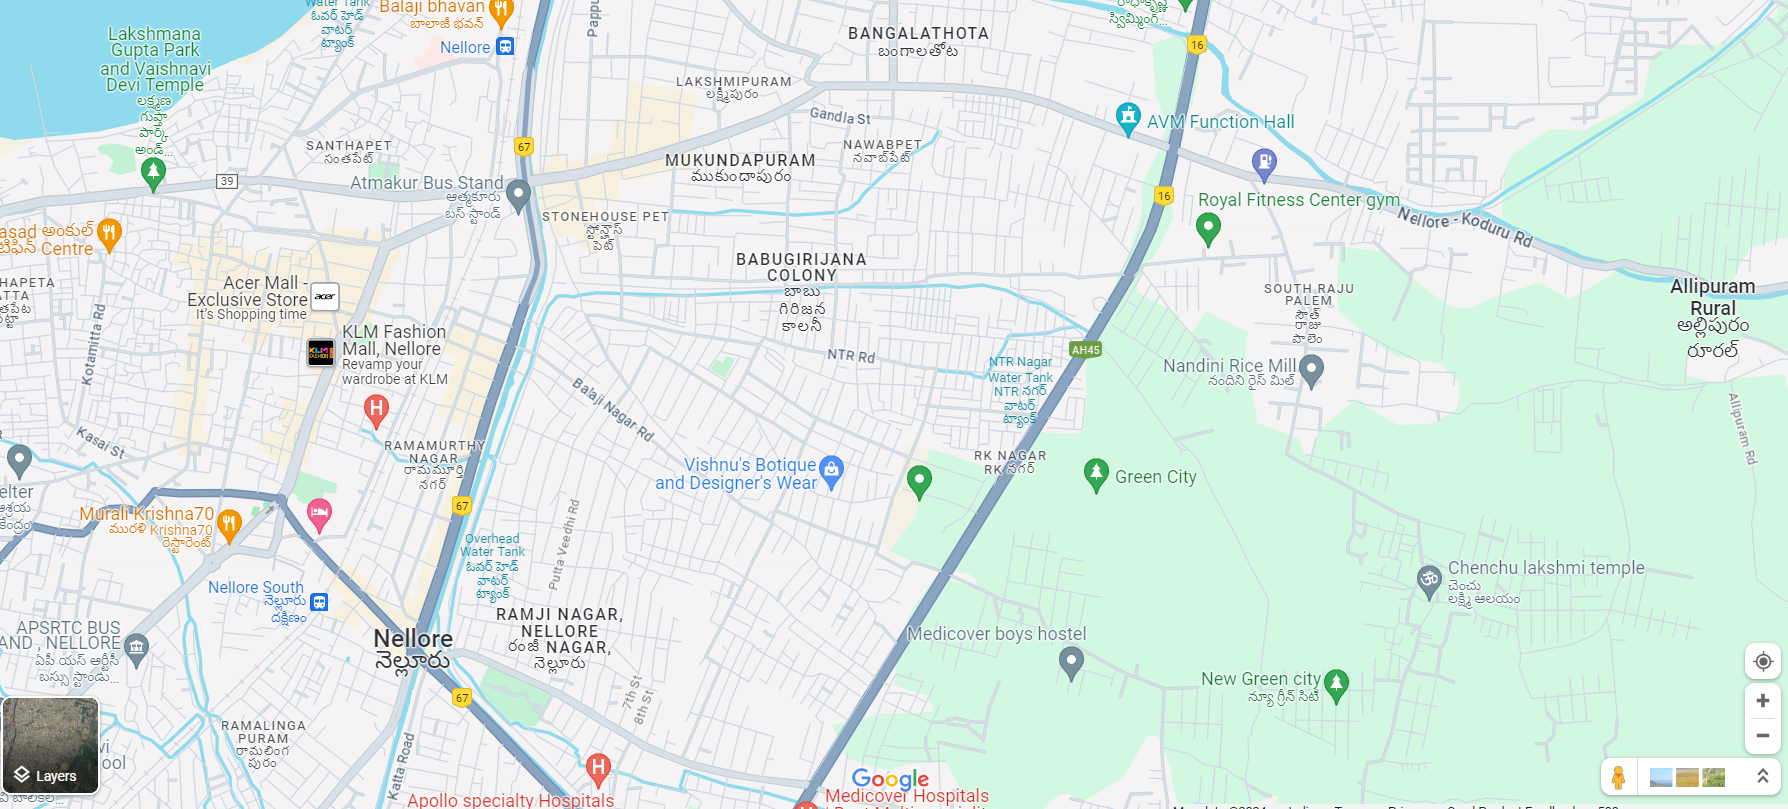 Water Tank
ఓవర్ హెడ్
వాటర్
ట్యాంక్
Balaji bhavan
బాలాజీ భవన్
Nellore
Lakshmana
Gupta Park
and Vaishnavi
Devi Temple
లక్ష్మణ
గుప్తా
పార్క్
అండ్...
BANGALATHOTA
బంగాలతోట
స్విమ్మింగ్...
16
LAKSHMIPURAM
లక్ష్మీపురం
Gandla St
AVM Function Hall
SANTHAPET
సంతపేట్
67
NAWABPET
నవాబ్‌పేట్
MUKUNDAPURAM
ముకుందాపురం
39
Atmakur Bus Stand
ఆత్మకూరు
బస్ స్టాండ్
16
Royal Fitness Center gym
Nellore - Koduru Rd
STONEHOUSE PET
స్టోన్హౌస్
పెట్
asad అంకుల్
టిఫిన్ Centre
BABUGIRIJANA
COLONY
బాబు
గిరిజన
కాలనీ
Acer Mall -
Exclusive Store
It's Shopping time
acer
SOUTH RAJU
PALEM
సౌత్
రాజు
పాలెం
Allipuram
Rural
అల్లిపురం
రూరల్
HAPETA
ATTA
Kotamitta Rd
KLM Fashion
Mall, Nellore
Revamp your
wardrobe at KLM
KLM
FASHION
NTR Rd
AH45
NTR Nagar
Water Tank
NTR నగర్
వాటర్
ట్యాంక్
Nandini Rice Mill
నందిని రైస్ మిల్
Balaji Nagar Rd
Allipuram Rd
H
Kasai St
RAMAMURTHY
NAGAR
రామమూర్తి
నగర్
RK NAGAR
RK నగర్
Vishnu's Botique
and Designer's Wear
Green City
elter
ఆశ్రయ
కేంద్రం
67
Murali Krishna70
మురళి Krishna70
రెస్టారెంట్
Putta Veedhi Rd
Overhead
Water Tank
ఓవర్ హెడ్
వాటర్
ట్యాంక్
Chenchu lakshmi temple
చెంచు
లక్ష్మి ఆలయం
Nellore South
నెల్లూరు
దక్షిణం
RAMJI NAGAR,
NELLORE
రంజీ NAGAR,
నెల్లూరు
APSRTC BUS
AND , NELLORE
ఏపీ యస్ ఆర్టీసీ
బస్సు స్టాండు...
Nellore
నెల్లూరు
Medicover boys hostel
67
7th St
8th St
New Green city
న్యూ గ్రీన్ సిటీ
RAMALINGA
PURAM
రామలింగ
పురం
Katta Road
Layers
H
Apollo specialty Hospitals
Google
Medicover Hospitals